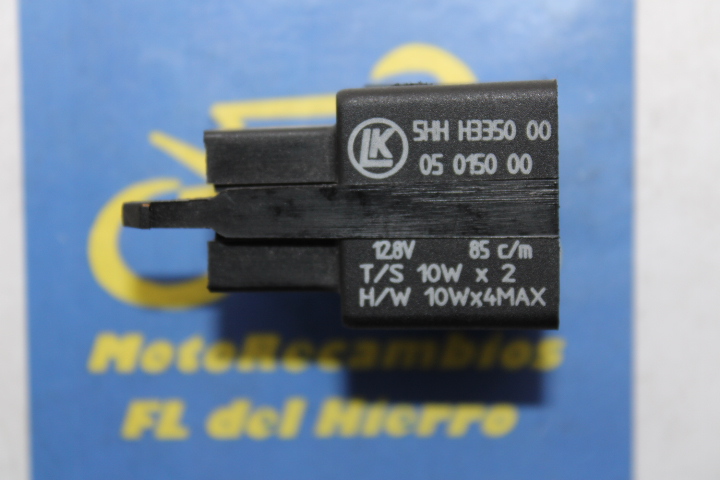 LK
5HH H3350 00
05 0150 00
12.8V 85 c/m
T/S 10W x 2
H/W 10Wx4MAX
MotoRecambios
FL del Hierro